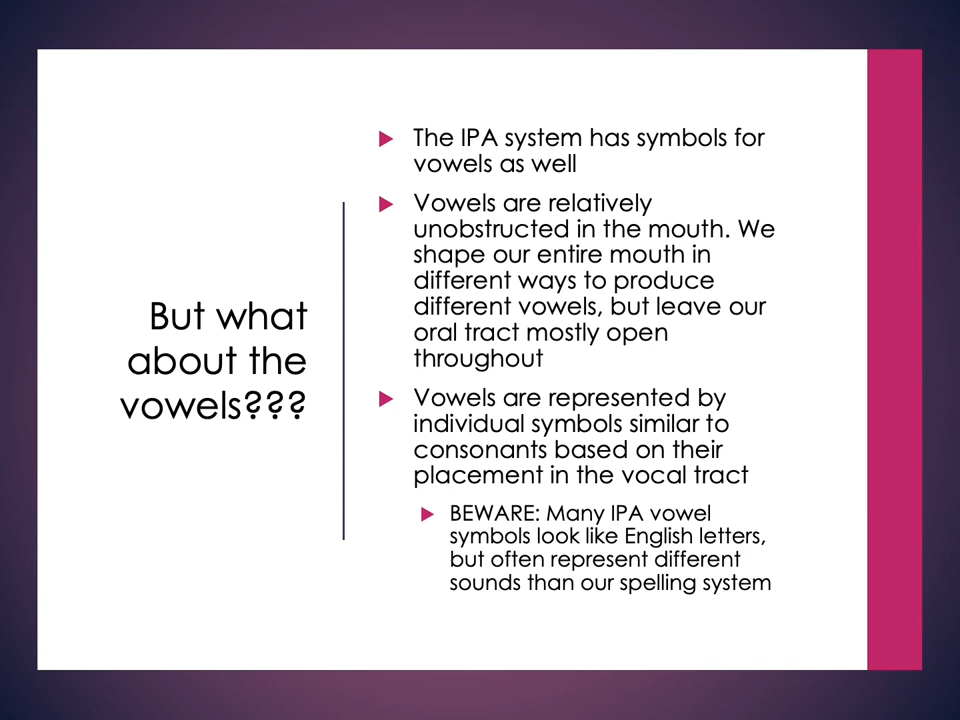 But what
about the
vowels???
The IPA system has symbols for
vowels as well
Vowels are relatively
unobstructed in the mouth. We
shape our entire mouth in
different ways to produce
different vowels, but leave our
oral tract mostly open
throughout
Vowels are represented by
individual symbols similar to
consonants based on their
placement in the vocal tract
BEWARE: Many IPA vowel
symbols look like English letters,
but often represent different
sounds than our spelling system